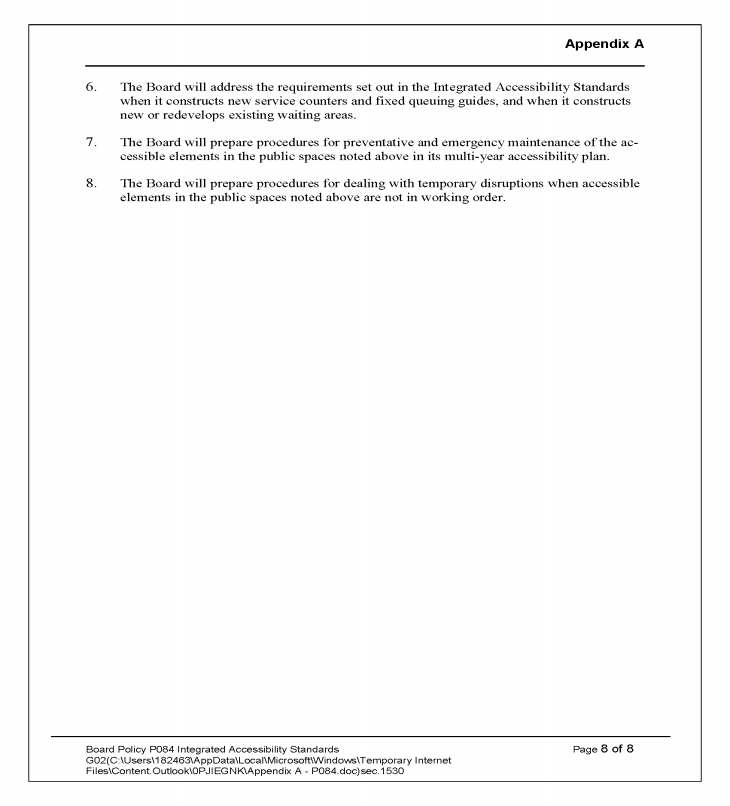 Appendix A
6. The Board will address the requirements set out in the Integrated Accessibility Standards
when it constructs new service counters and fixed queuing guides, and when it constructs
new or redevelops existing waiting areas.
7. The Board will prepare procedures for preventative and emergency maintenance of the ac-
cessible elements in the public spaces noted above in its multi-year accessibility plan.
8. The Board will prepare procedures for dealing with temporary disruptions when accessible
elements in the public spaces noted above are not in working order.
Board Policy P084 Integrated Accessibility Standards Page 8 of 8
G02(C:\Users\182463\AppData\Local\Microsoft\Windows\Temporary Internet
Files\Content.Outlook\0PJIEGNK\Appendix A - P084.doc)sec.1530